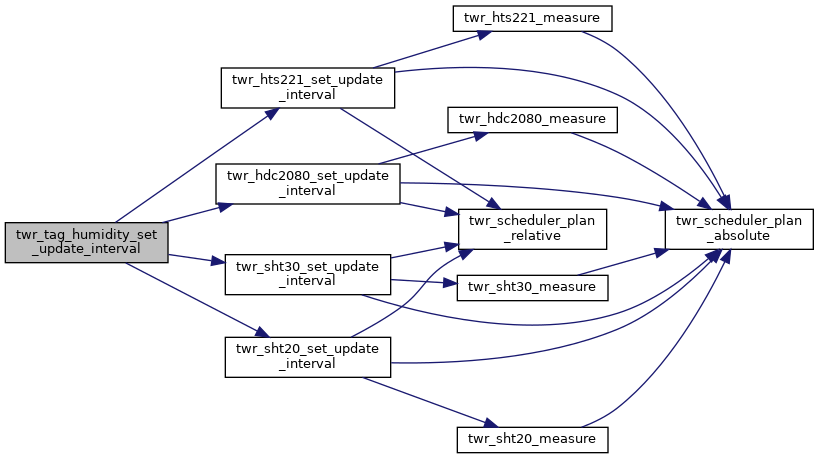 twr_hts221_measure
twr_hts221_set_update
_interval
twr_hdc2080_measure
twr_hdc2080_set_update
_interval
twr_tag_humidity_set
_update_interval
twr_scheduler_plan
_relative
twr_scheduler_plan
_absolute
twr_sht30_set_update
_interval
twr_sht30_measure
twr_sht20_set_update
_interval
twr_sht20_measure